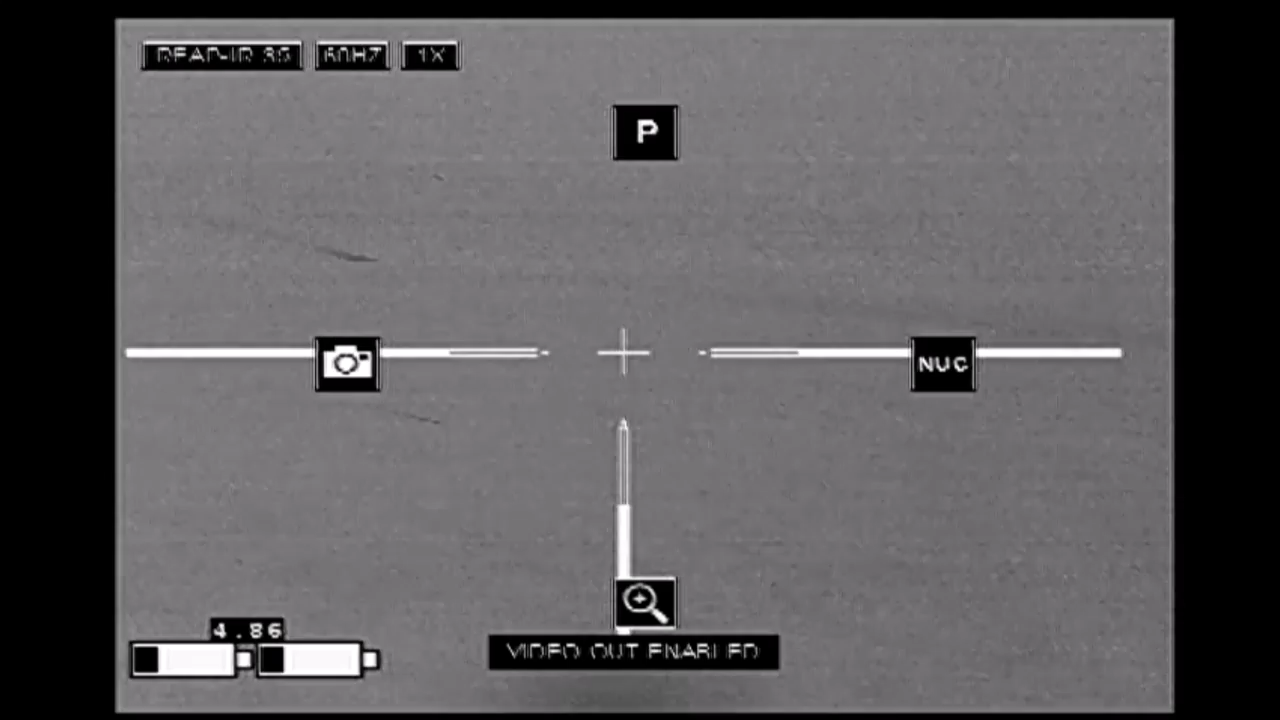 REAP-IR 35 60HZ 1X
P
NUC
4.86
VIDEO OUT ENABLED